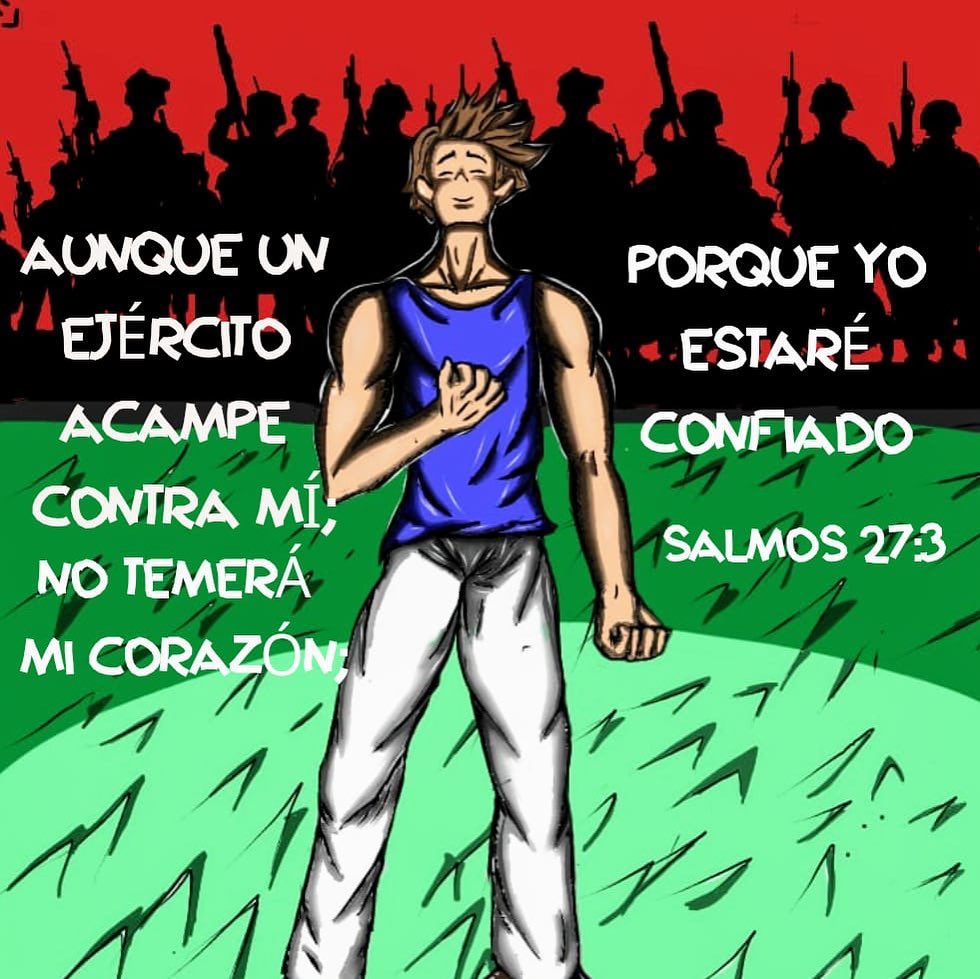 AUNQUE UN
EJÉRCITO
ACAMPE
CONTRA MÍ;
NO TEMERÁ
MI CORAZÓN;
PORQUE YO
ESTARÉ
CONFIADO
SALMOS 27:3